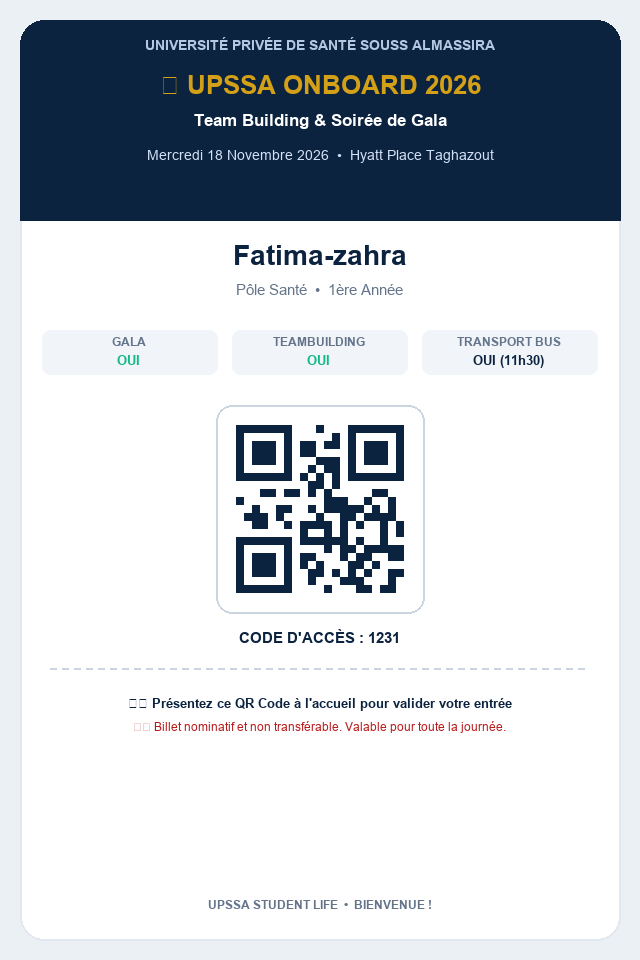 UNIVERSITÉ PRIVÉE DE SANTÉ SOUSS ALMASSIRA
UPSSA ONBOARD 2026
Team Building & Soirée de Gala
Mercredi 18 Novembre 2026 • Hyatt Place Taghazout
Fatima-zahra
Pôle Santé • 1ère Année
GALA
OUI
TEAMBUILDING
OUI
TRANSPORT BUS
OUI (11h30)
CODE D'ACCÈS : 1231
Présentez ce QR Code à l'accueil pour valider votre entrée
Billet nominatif et non transférable. Valable pour toute la journée.
UPSSA STUDENT LIFE • BIENVENUE !